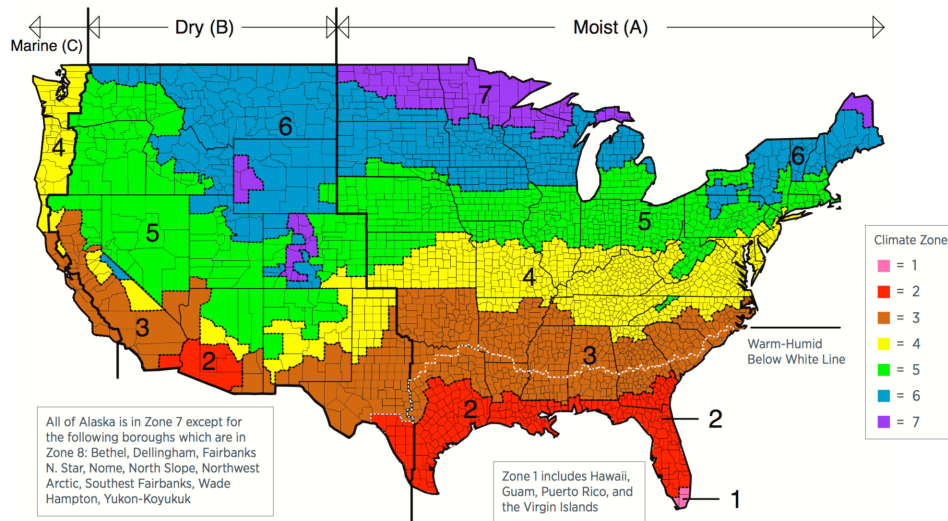 Marine (C)
Dry (B)
Moist (A)
7
6
4
6
5
5
4
3
3
2
2
2
1
Climate Zone
= 1
= 2
= 3
= 4
= 5
= 6
= 7
Warm-Humid
Below White Line
All of Alaska is in Zone 7 except for
the following boroughs which are in
Zone 8: Bethel, Dellingham, Fairbanks
N. Star, Nome, North Slope, Northwest
Arctic, Southest Fairbanks, Wade
Hampton, Yukon-Koyukuk
Zone 1 includes Hawaii,
Guam, Puerto Rico, and
the Virgin Islands